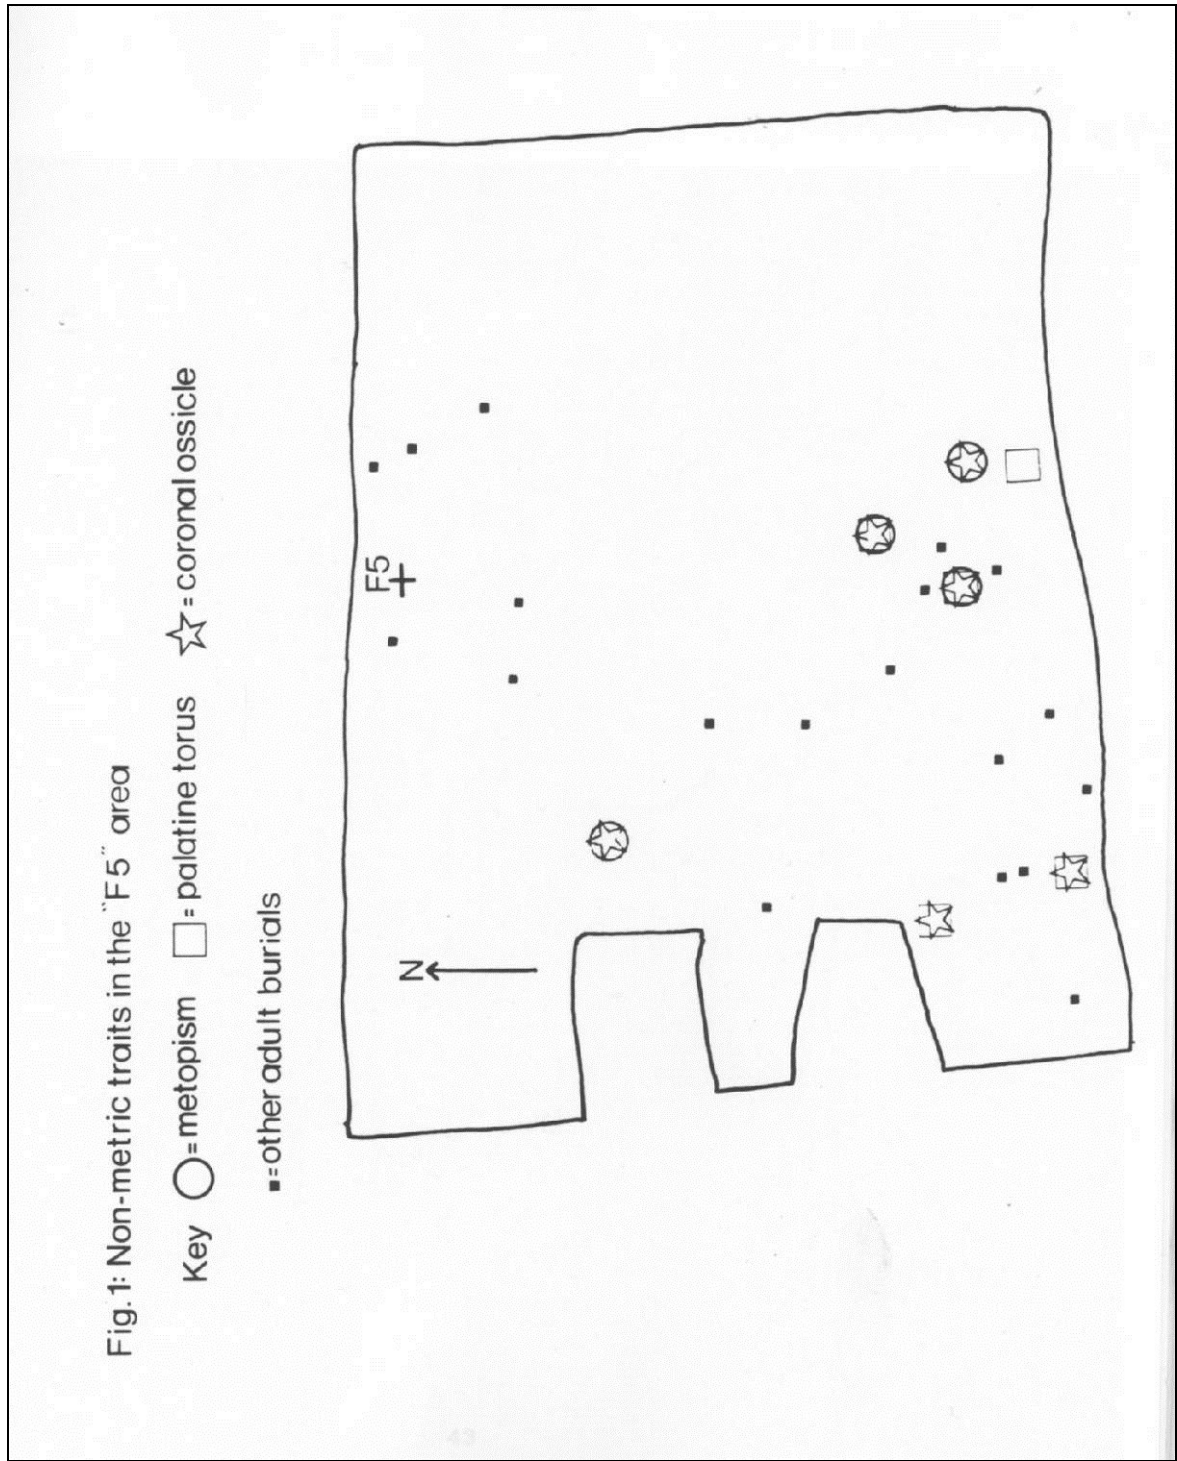 Fig. 1: Non-metric traits in the "F5" area
Key = metopism = palatine torus = coronal ossicle
= other adult burials
N
F5
43